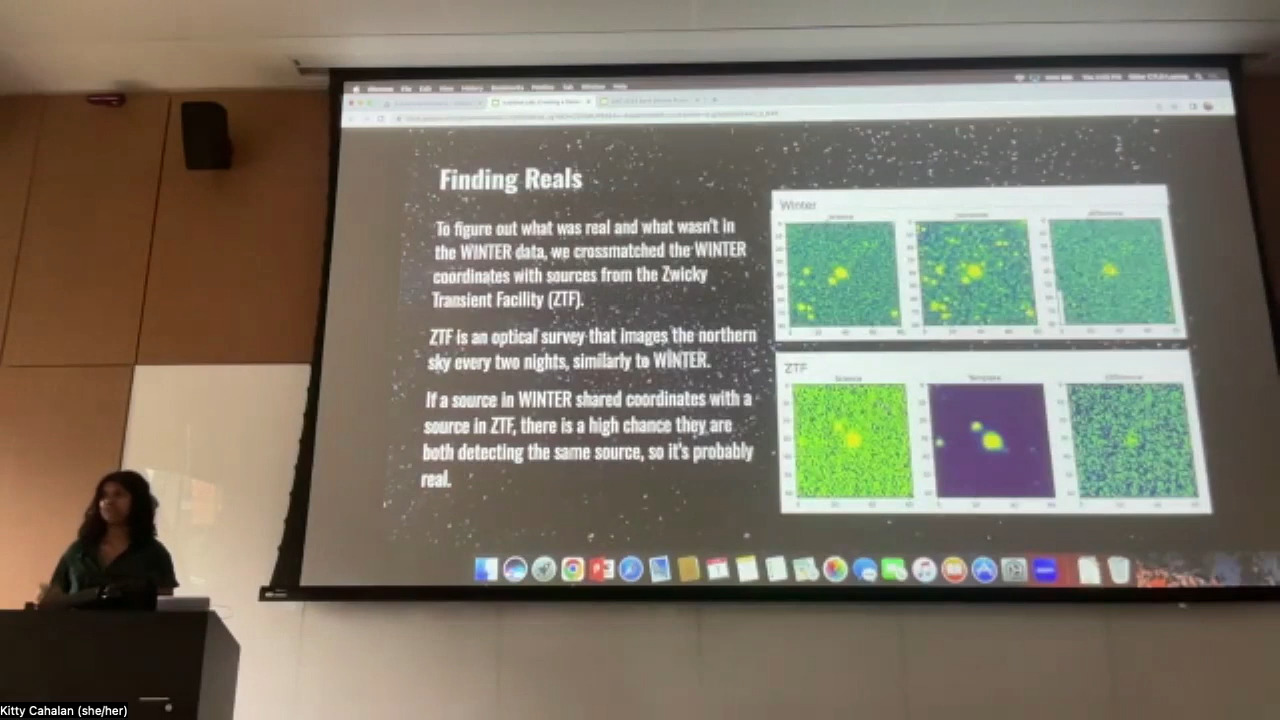 Finding Reals
To figure out what was real and what wasn't in
the WINTER data, we crossmatched the WINTER
coordinates with sources from the Zwicky
Transient Facility (ZTF).
ZTF is an optical survey that images the northern
sky every two nights, similarly to WINTER.
If a source in WINTER shared coordinates with a
source in ZTF, there is a high chance they are
both detecting the same source, so it's probably
real.
Winter
ZTF
Kitty Cahalan (she/her)